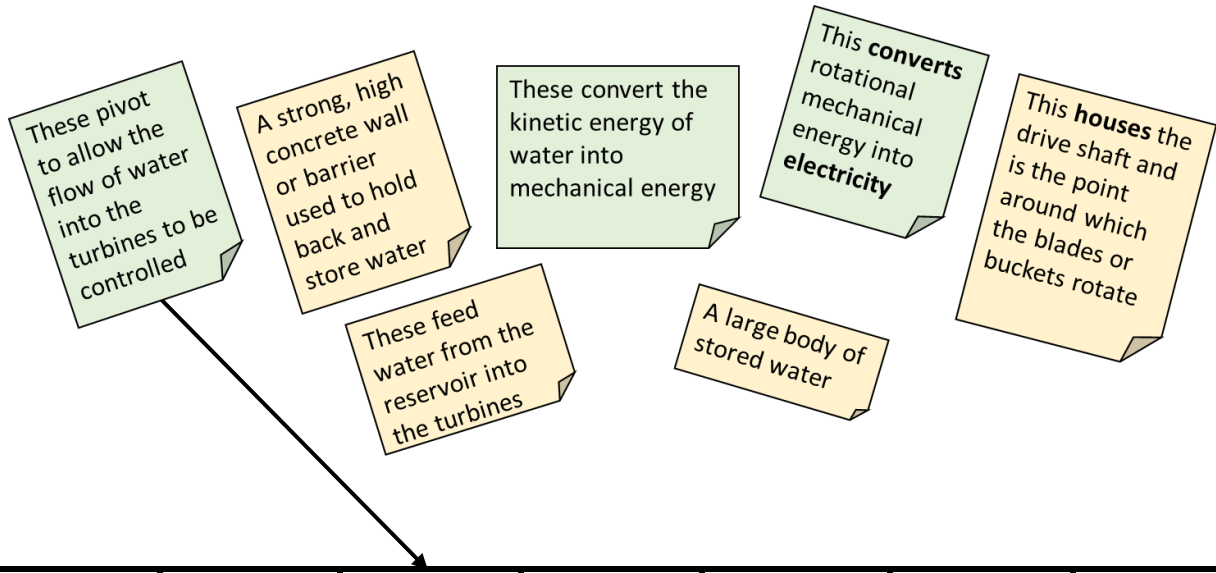 These pivot
to allow the
flow of water
into the
turbines to be
controlled
A strong, high
concrete wall
or barrier
used to hold
back and
store water
These convert the
kinetic energy of
water into
mechanical energy
This converts
rotational
mechanical
energy into
electricity
This houses the
drive shaft and
is the point
around which
the blades or
buckets rotate
These feed
water from the
reservoir into
the turbines
A large body of
stored water